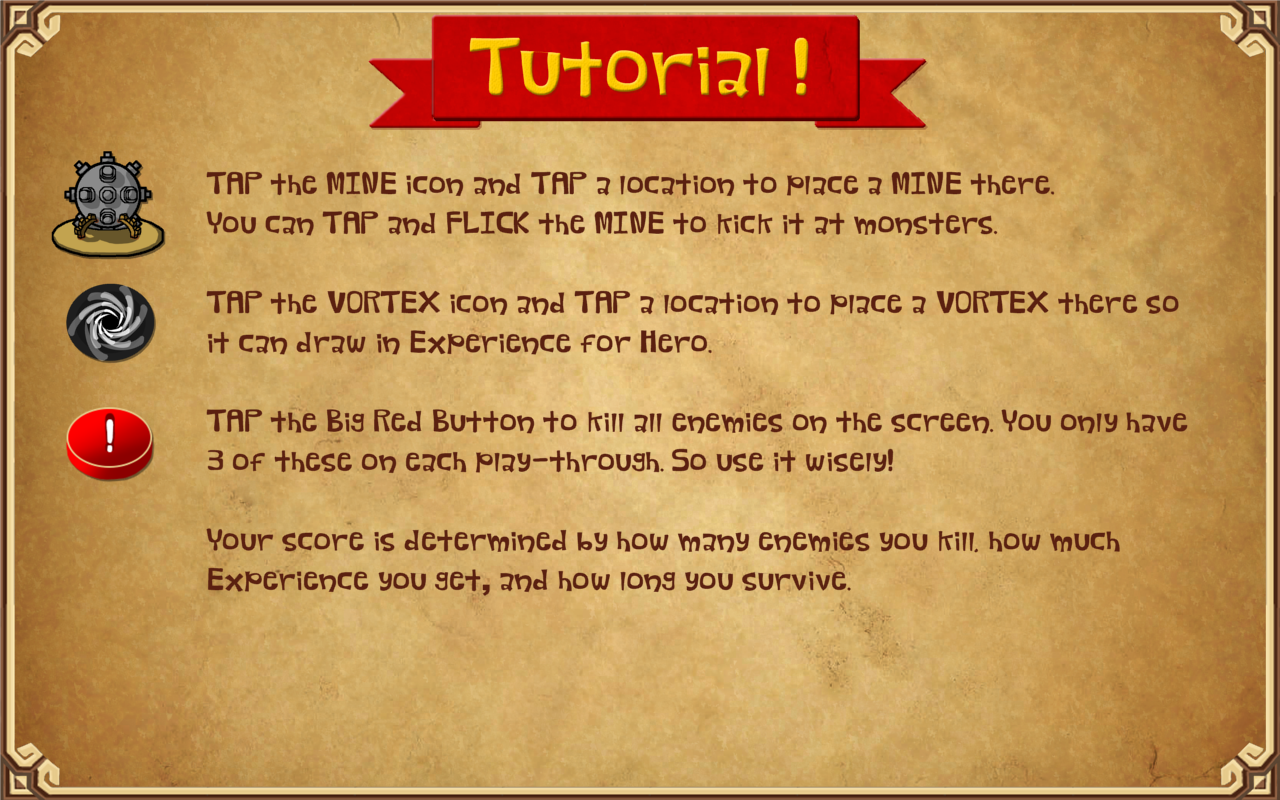 Tutorial !
TAP the MINE icon and TAP a location to place a MINE there.
You can TAP and FLICK the MINE to kick it at monsters.
TAP the VORTEX icon and TAP a location to place a VORTEX there so
it can draw in Experience for Hero.
!
TAP the Big Red Button to kill all enemies on the screen. You only have
3 of these on each play-through. So use it wisely!
Your score is determined by how many enemies you kill. how much
Experience you get, and how long you survive.